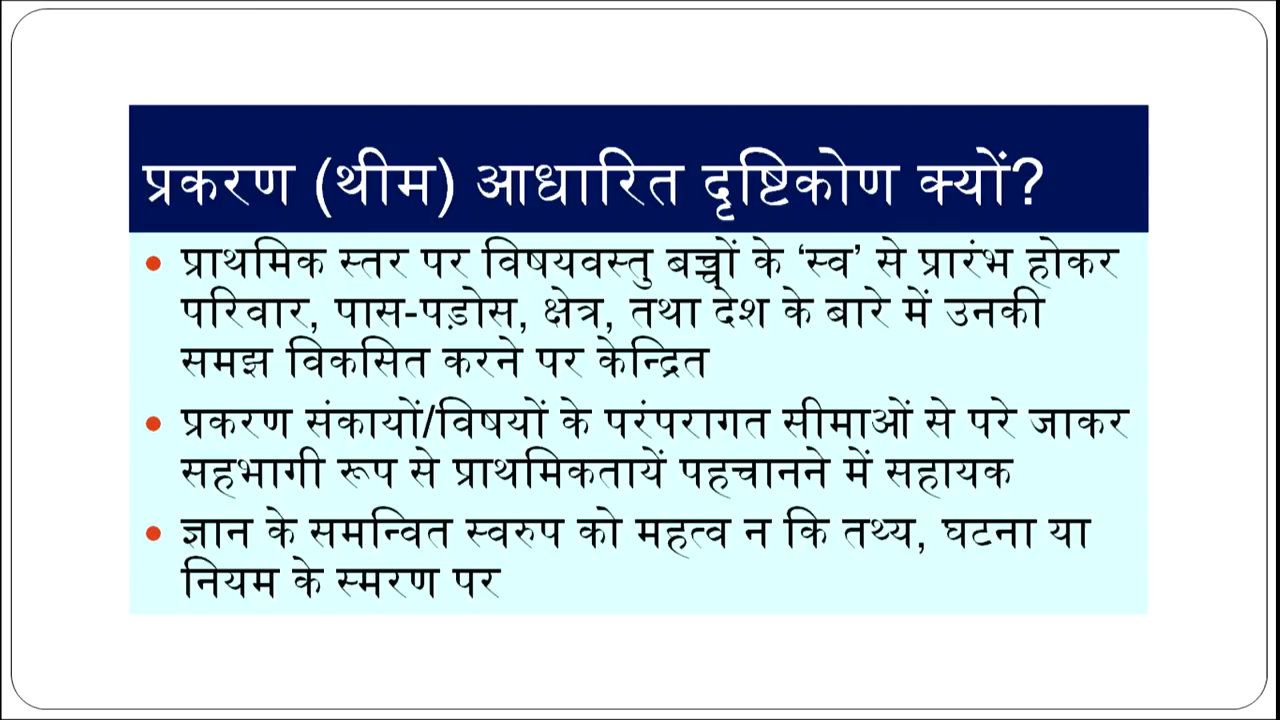 प्रकरण (थीम) आधारित दृष्टिकोण क्यों?
• प्राथमिक स्तर पर विषयवस्तु बच्चों के ‘स्व’ से प्रारंभ होकर
परिवार, पास-पड़ोस, क्षेत्र, तथा देश के बारे में उनकी
समझ विकसित करने पर केन्द्रित
• प्रकरण संकायों/विषयों के परंपरागत सीमाओं से परे जाकर
सहभागी रूप से प्राथमिकतायें पहचानने में सहायक
• ज्ञान के समन्वित स्वरुप को महत्व न कि तथ्य, घटना या
नियम के स्मरण पर